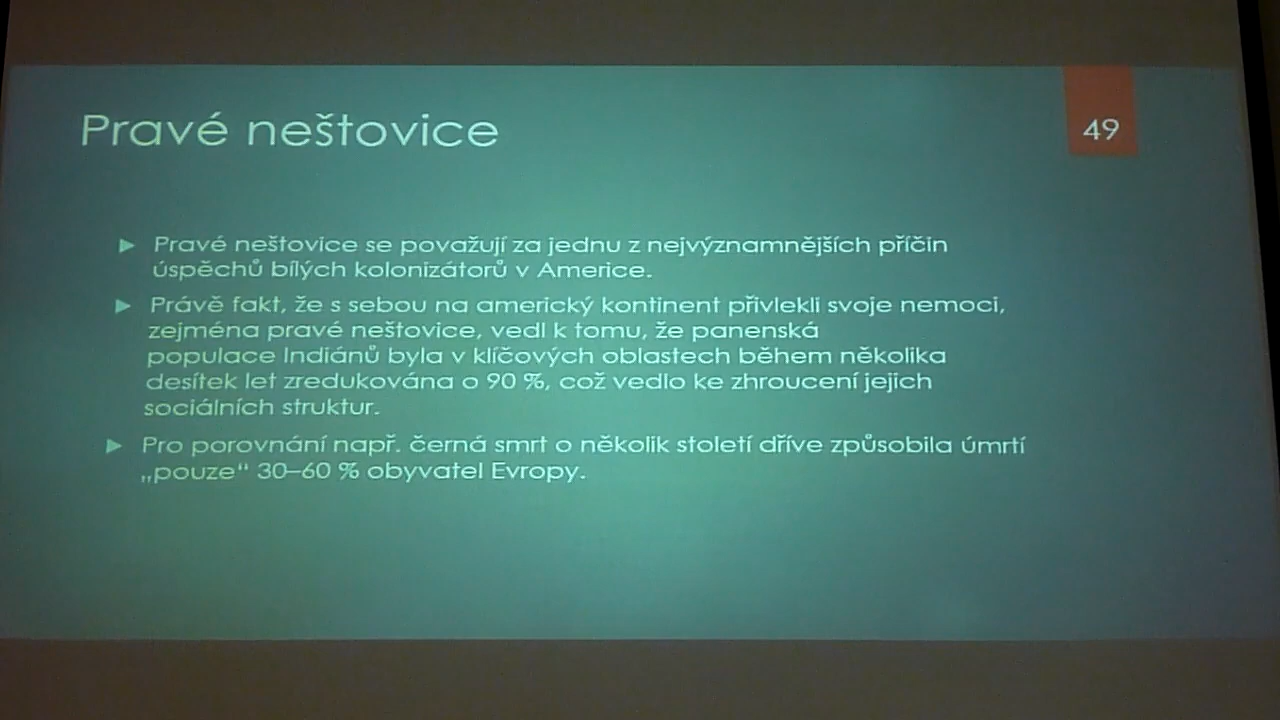 Pravé neštovice
49
► Pravé neštovice se považují za jednu z nejvýznamnějších příčin
úspěchů bílých kolonizátorů v Americe.
► Právě fakt, že s sebou na americký kontinent přivlekli svoje nemoci,
zejména pravé neštovice, vedl k tomu, že panenská
populace Indiánů byla v klíčových oblastech během několika
desítek let zredukována o 90 %, což vedlo ke zhroucení jejich
sociálních struktur.
► Pro porovnání např. černá smrt o několik století dříve způsobila úmrtí
„pouze“ 30–60 % obyvatel Evropy.